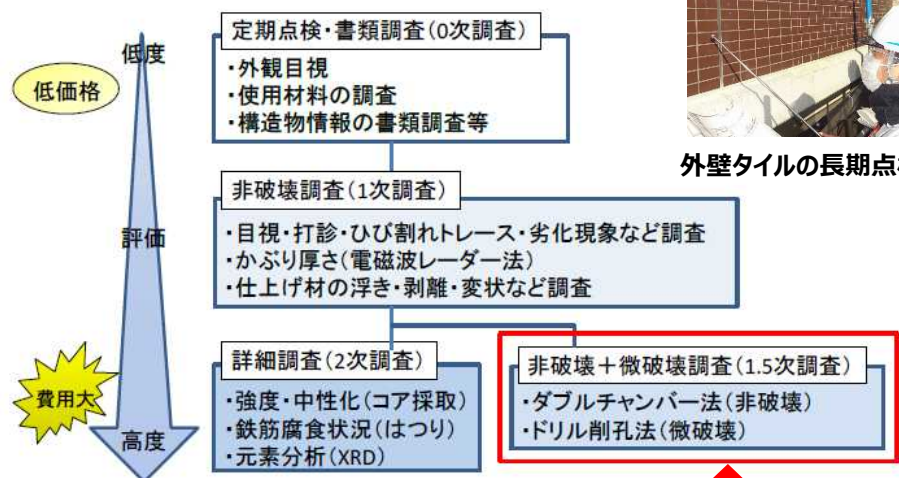 低度
低価格
評価
費用大
高度
定期点検・書類調査(0次調査)
・外観目視
・使用材料の調査
・構造物情報の書類調査等
外壁タイルの長期点
非破壊調査(1次調査)
・目視・打診・ひび割れトレース・劣化現象など調査
・かぶり厚さ(電磁波レーダー法)
・仕上げ材の浮き・剥離・変状など調査
詳細調査(2次調査)
・強度・中性化(コア採取)
・鉄筋腐食状況(はつり)
・元素分析(XRD)
非破壊+微破壊調査(1.5次調査)
・ダブルチャンバー法(非破壊)
・ドリル削孔法(微破壊)